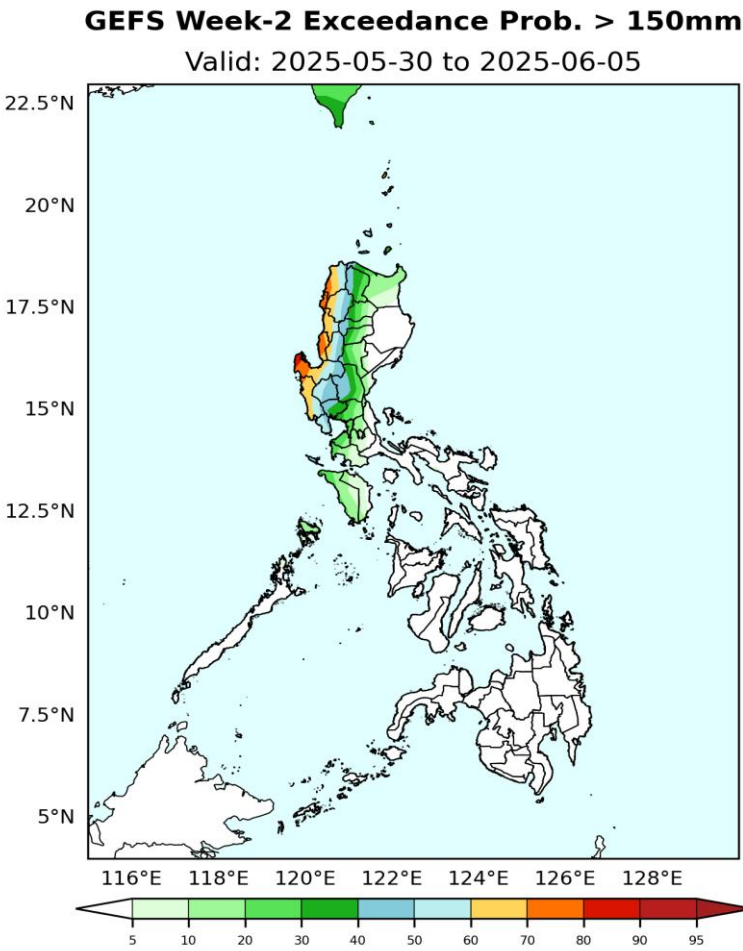 GEFS Week-2 Exceedance Prob. > 150mm
Valid: 2025-05-30 to 2025-06-05
22.5°N
20°N
17.5°N
15°N
12.5°N
10°N
7.5°N
5°N
116°E 118°E 120°E 122°E 124°E 126°E 128°E
5 10 20 30 40 50 60 70 80 90 95